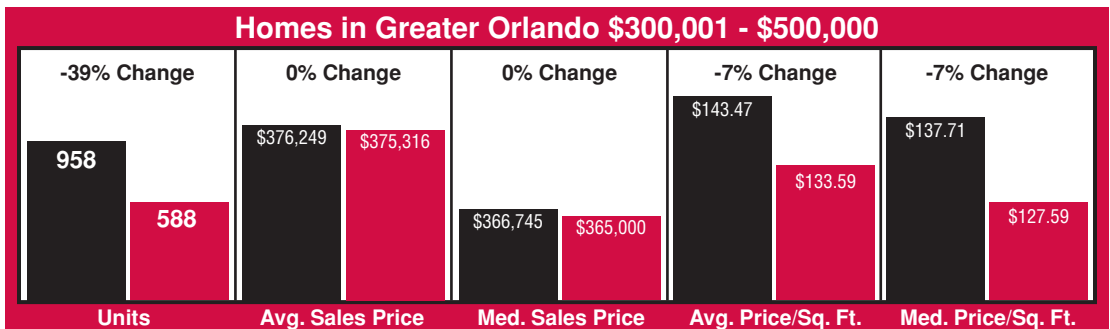 Homes in Greater Orlando $300,001 - $500,000
-39% Change
958
588
Units
0% Change
$376,249
$375,316
Avg. Sales Price
0% Change
$366,745
$365,000
Med. Sales Price
-7% Change
$143.47
$133.59
Avg. Price/Sq. Ft.
-7% Change
$137.71
$127.59
Med. Price/Sq. Ft.